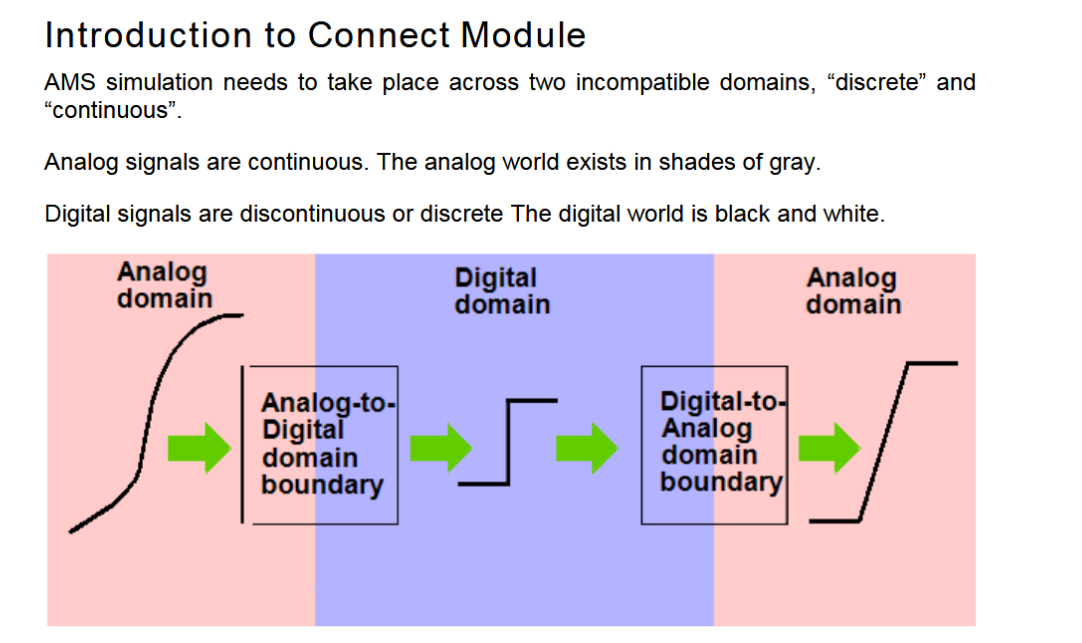 Introduction to Connect Module
AMS simulation needs to take place across two incompatible domains, “discrete” and
“continuous”.
Analog signals are continuous. The analog world exists in shades of gray.
Digital signals are discontinuous or discrete The digital world is black and white.
Analog
domain
Digital
domain
Analog
domain
Analog-to-
Digital
domain
boundary
Digital-to-
Analog
domain
boundary